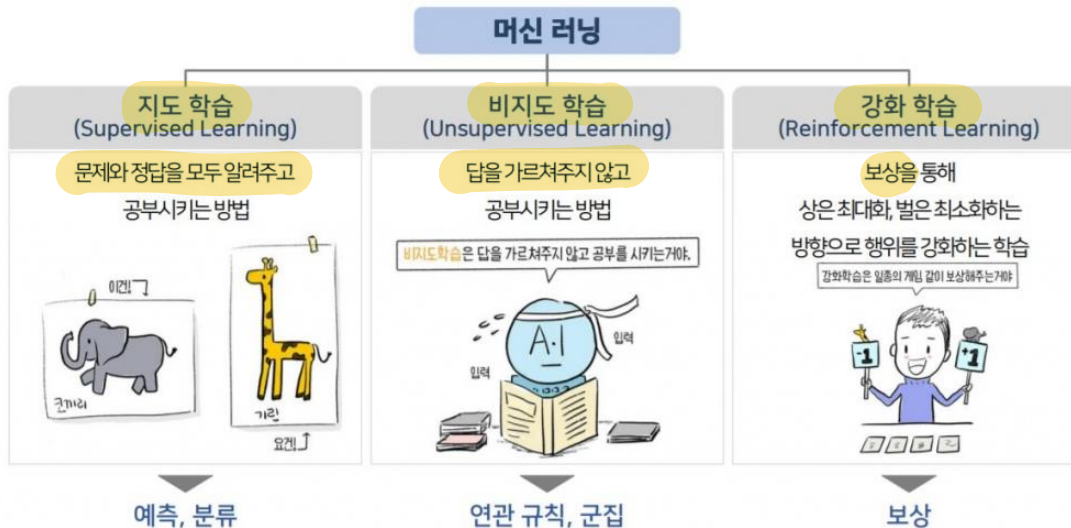 머신 러닝
지도 학습
(Supervised Learning)
문제와 정답을 모두 알려주고
공부시키는 방법
이건!
코끼리
기린
요건!
예측, 분류
비지도 학습
(Unsupervised Learning)
답을 가르쳐주지 않고
공부시키는 방법
비지도학습은 답을 가르쳐주지 않고 공부를 시키는거야.
A.I
입력
입력
연관 규칙, 군집
강화 학습
(Reinforcement Learning)
보상을 통해
상은 최대화, 벌은 최소화하는
방향으로 행위를 강화하는 학습
강화학습은 일종의 게임 같이 보상해주는거야
-1
+1
보상